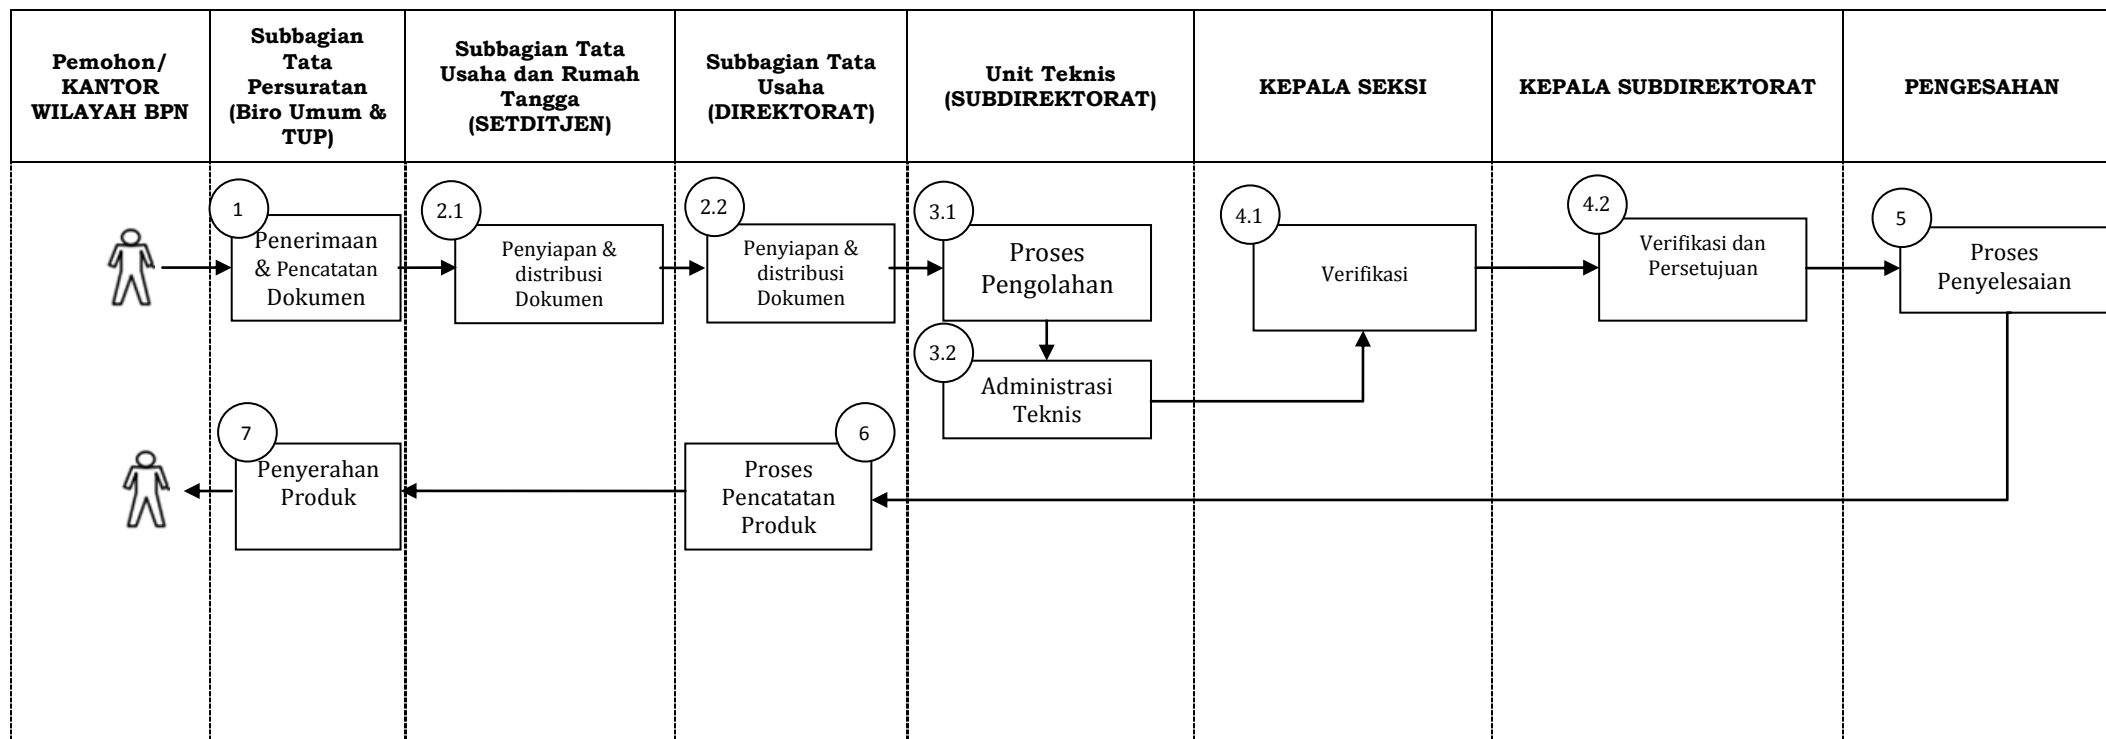 Pemohon/
KANTOR
WILAYAH BPN
Subbagian
Tata
Persuratan
(Biro Umum &
TUP)
Subbagian Tata
Usaha dan Rumah
Tangga
(SETDITJEN)
Subbagian Tata
Usaha
(DIREKTORAT)
Unit Teknis
(SUBDIREKTORAT)
KEPALA SEKSI
KEPALA SUBDIREKTORAT
PENGESAHAN
1
Penerimaan
& Pencatatan
Dokumen
2.1
Penyiapan &
distribusi
Dokumen
2.2
Penyiapan &
distribusi
Dokumen
3.1
Proses
Pengolahan
3.2
Administrasi
Teknis
4.1
Verifikasi
4.2
Verifikasi dan
Persetujuan
5
Proses
Penyelesaian
6
Proses
Pencatatan
Produk
7
Penyerahan
Produk